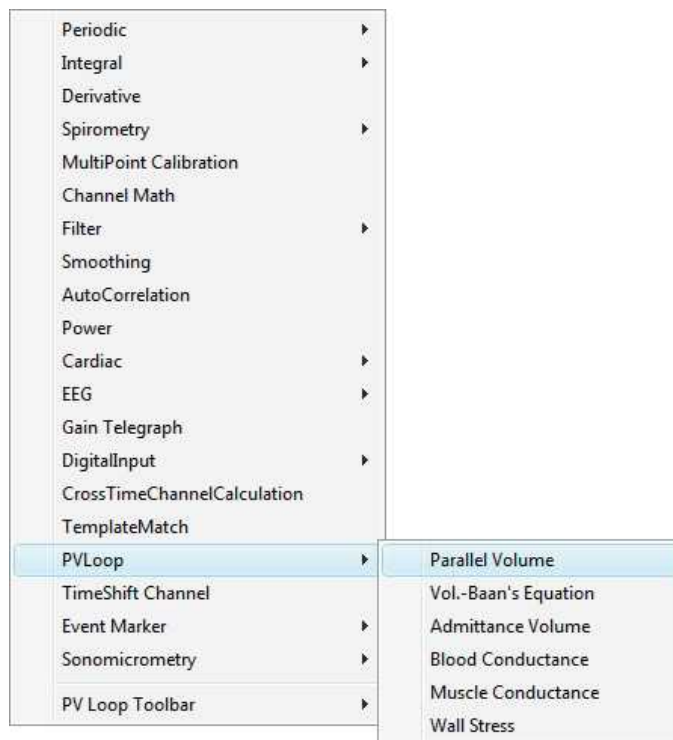 Periodic
Integral
Derivative
Spirometry
MultiPoint Calibration
Channel Math
Filter
Smoothing
AutoCorrelation
Power
Cardiac
EEG
Gain Telegraph
DigitalInput
CrossTimeChannelCalculation
TemplateMatch
PVLoop
TimeShift Channel
Event Marker
Sonomicrometry
PV Loop Toolbar
Parallel Volume
Vol.-Baan's Equation
Admittance Volume
Blood Conductance
Muscle Conductance
Wall Stress